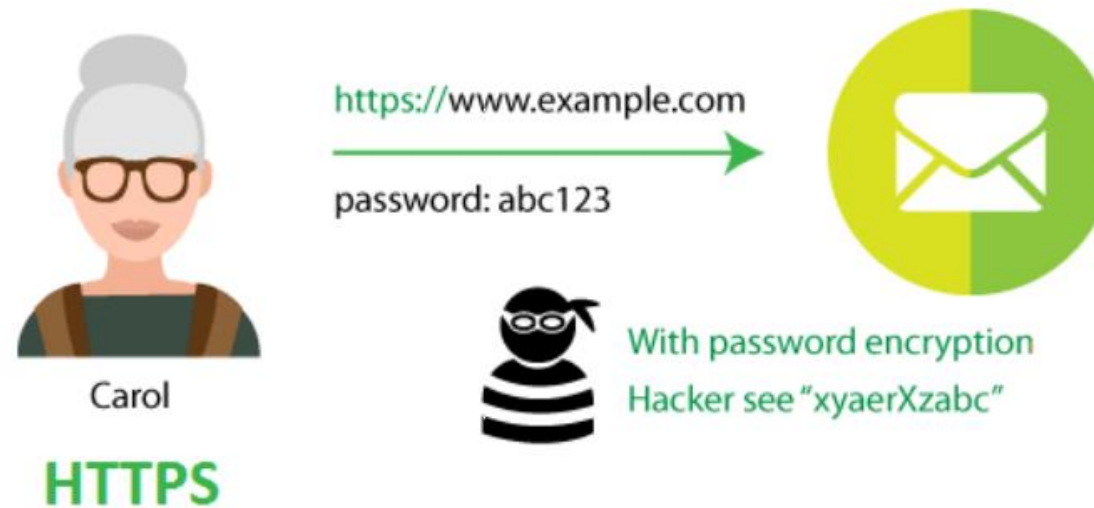 https://www.example.com
password: abc123
With password encryption
Hacker see “xyaerXzabc”
Carol
HTTPS